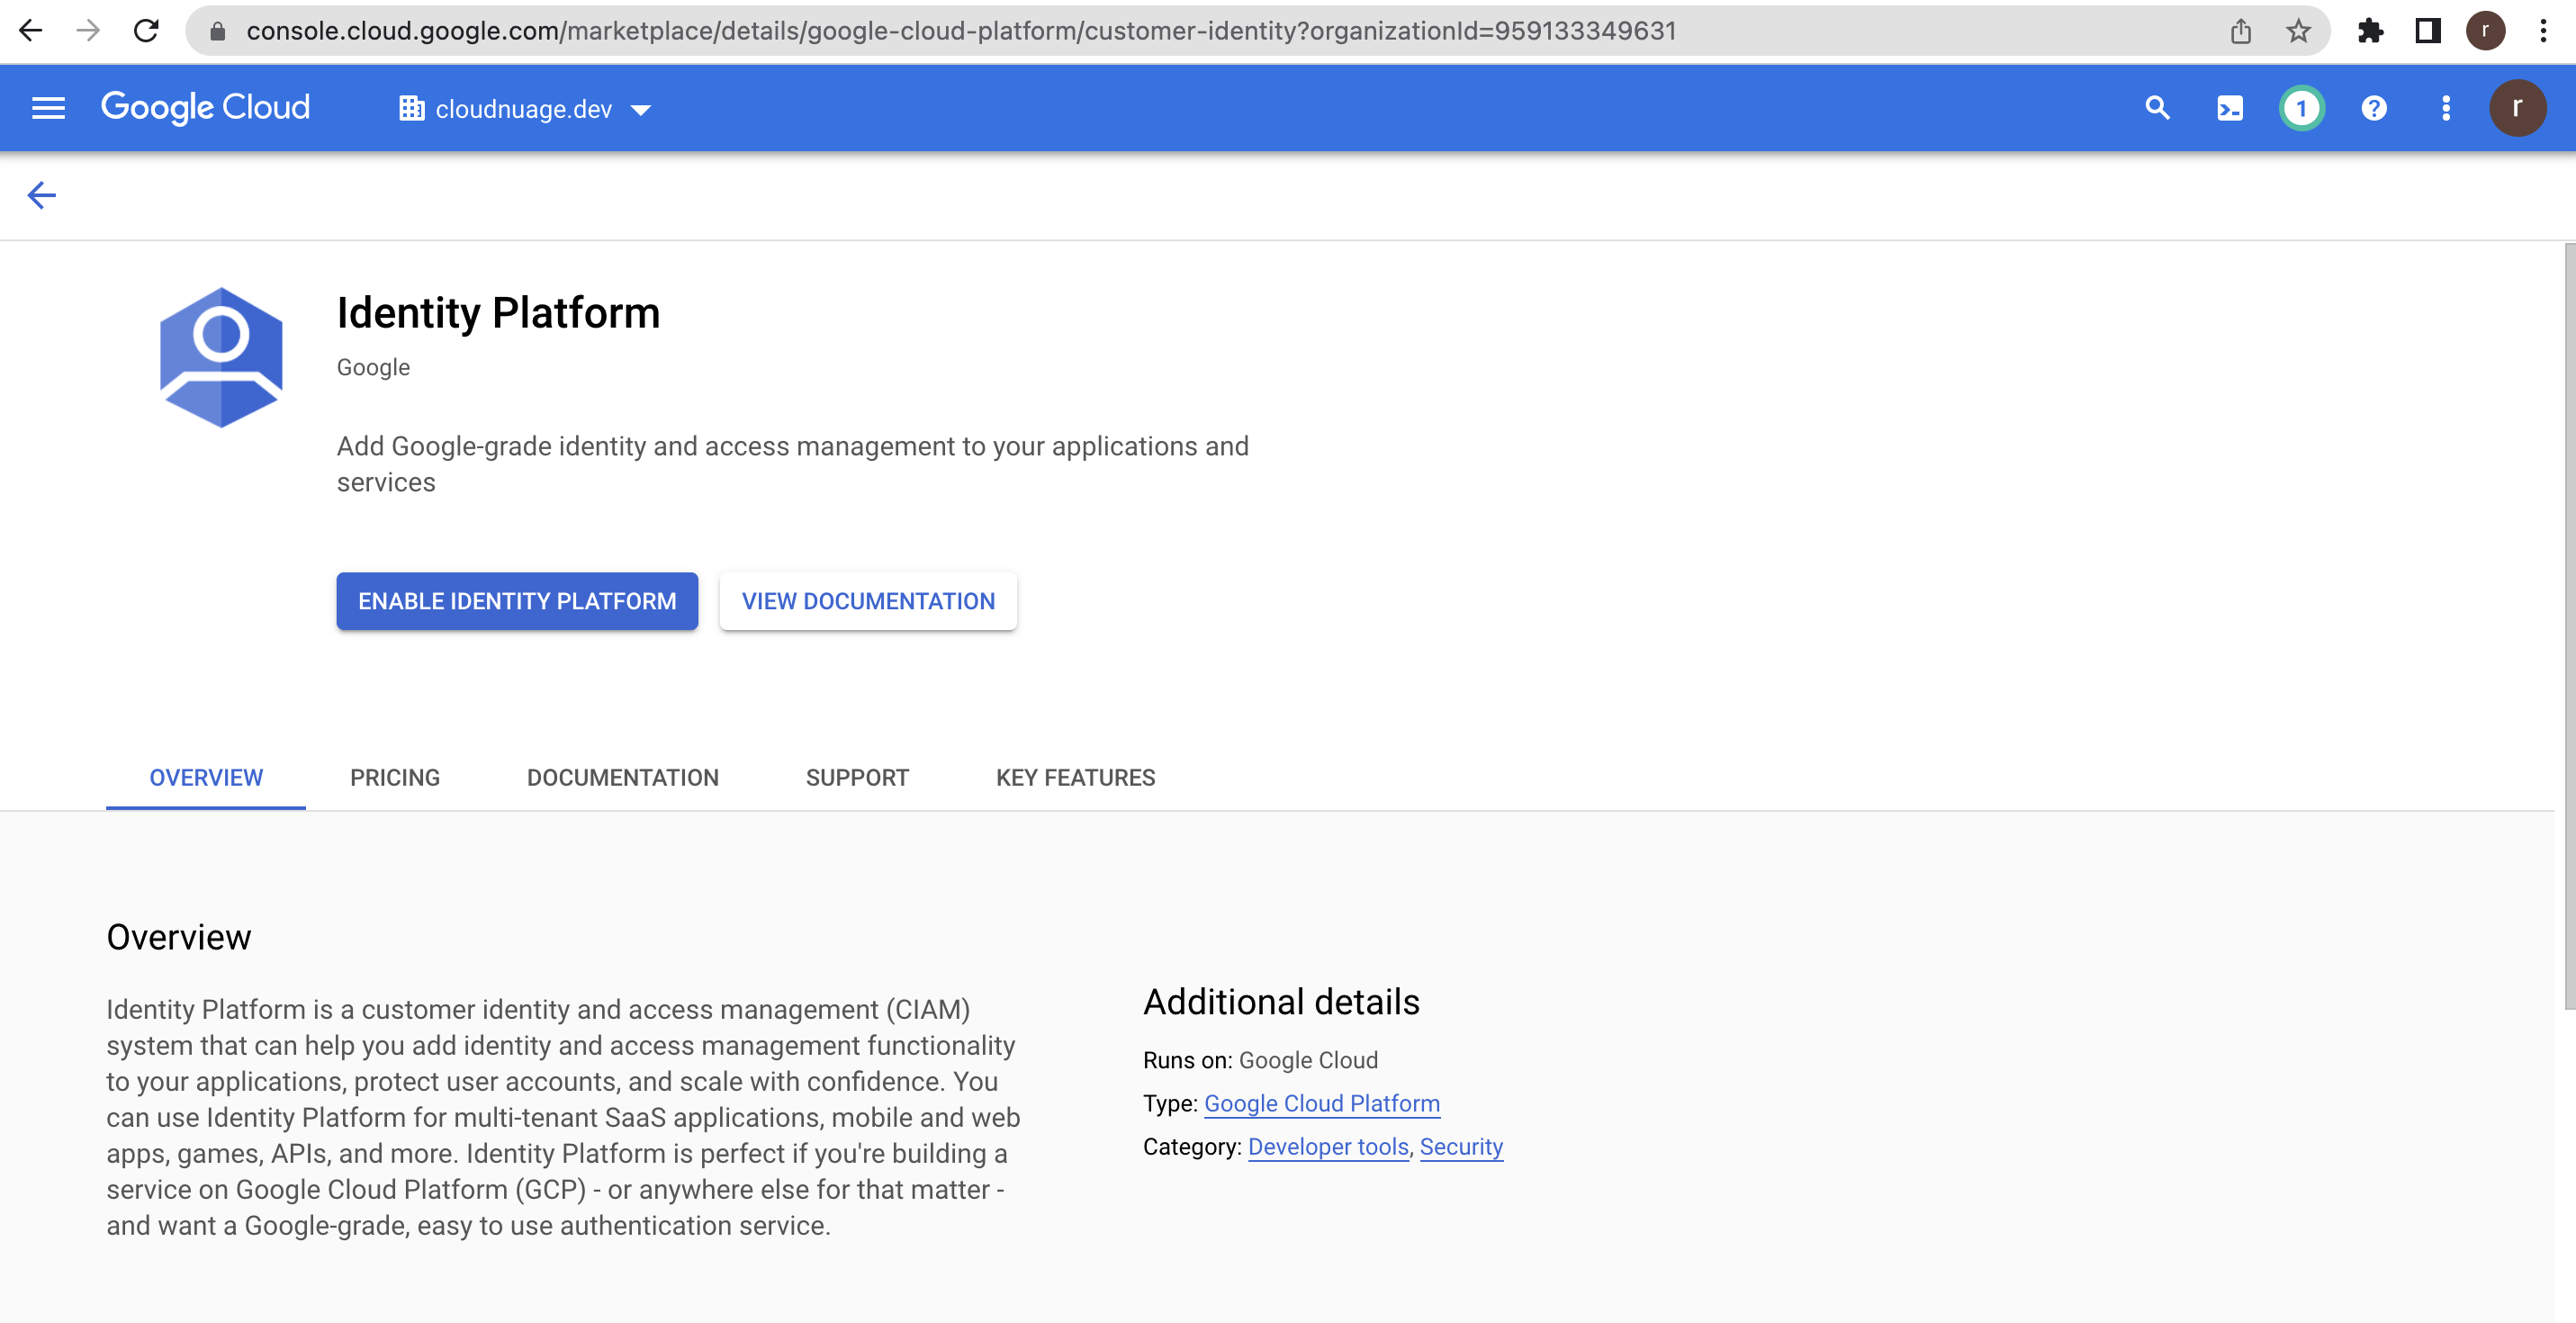 console.cloud.google.com/marketplace/details/google-cloud-platform/customer-identity?organizationId=959133349631
r
Google Cloud
cloudnuage.dev
1
?
r
Identity Platform
Google
Add Google-grade identity and access management to your applications and
services
ENABLE IDENTITY PLATFORM
VIEW DOCUMENTATION
OVERVIEW
PRICING
DOCUMENTATION
SUPPORT
KEY FEATURES
Overview
Identity Platform is a customer identity and access management (CIAM)
system that can help you add identity and access management functionality
to your applications, protect user accounts, and scale with confidence. You
can use Identity Platform for multi-tenant SaaS applications, mobile and web
apps, games, APIs, and more. Identity Platform is perfect if you're building a
service on Google Cloud Platform (GCP) - or anywhere else for that matter -
and want a Google-grade, easy to use authentication service.
Additional details
Runs on: Google Cloud
Type: Google Cloud Platform
Category: Developer tools, Security